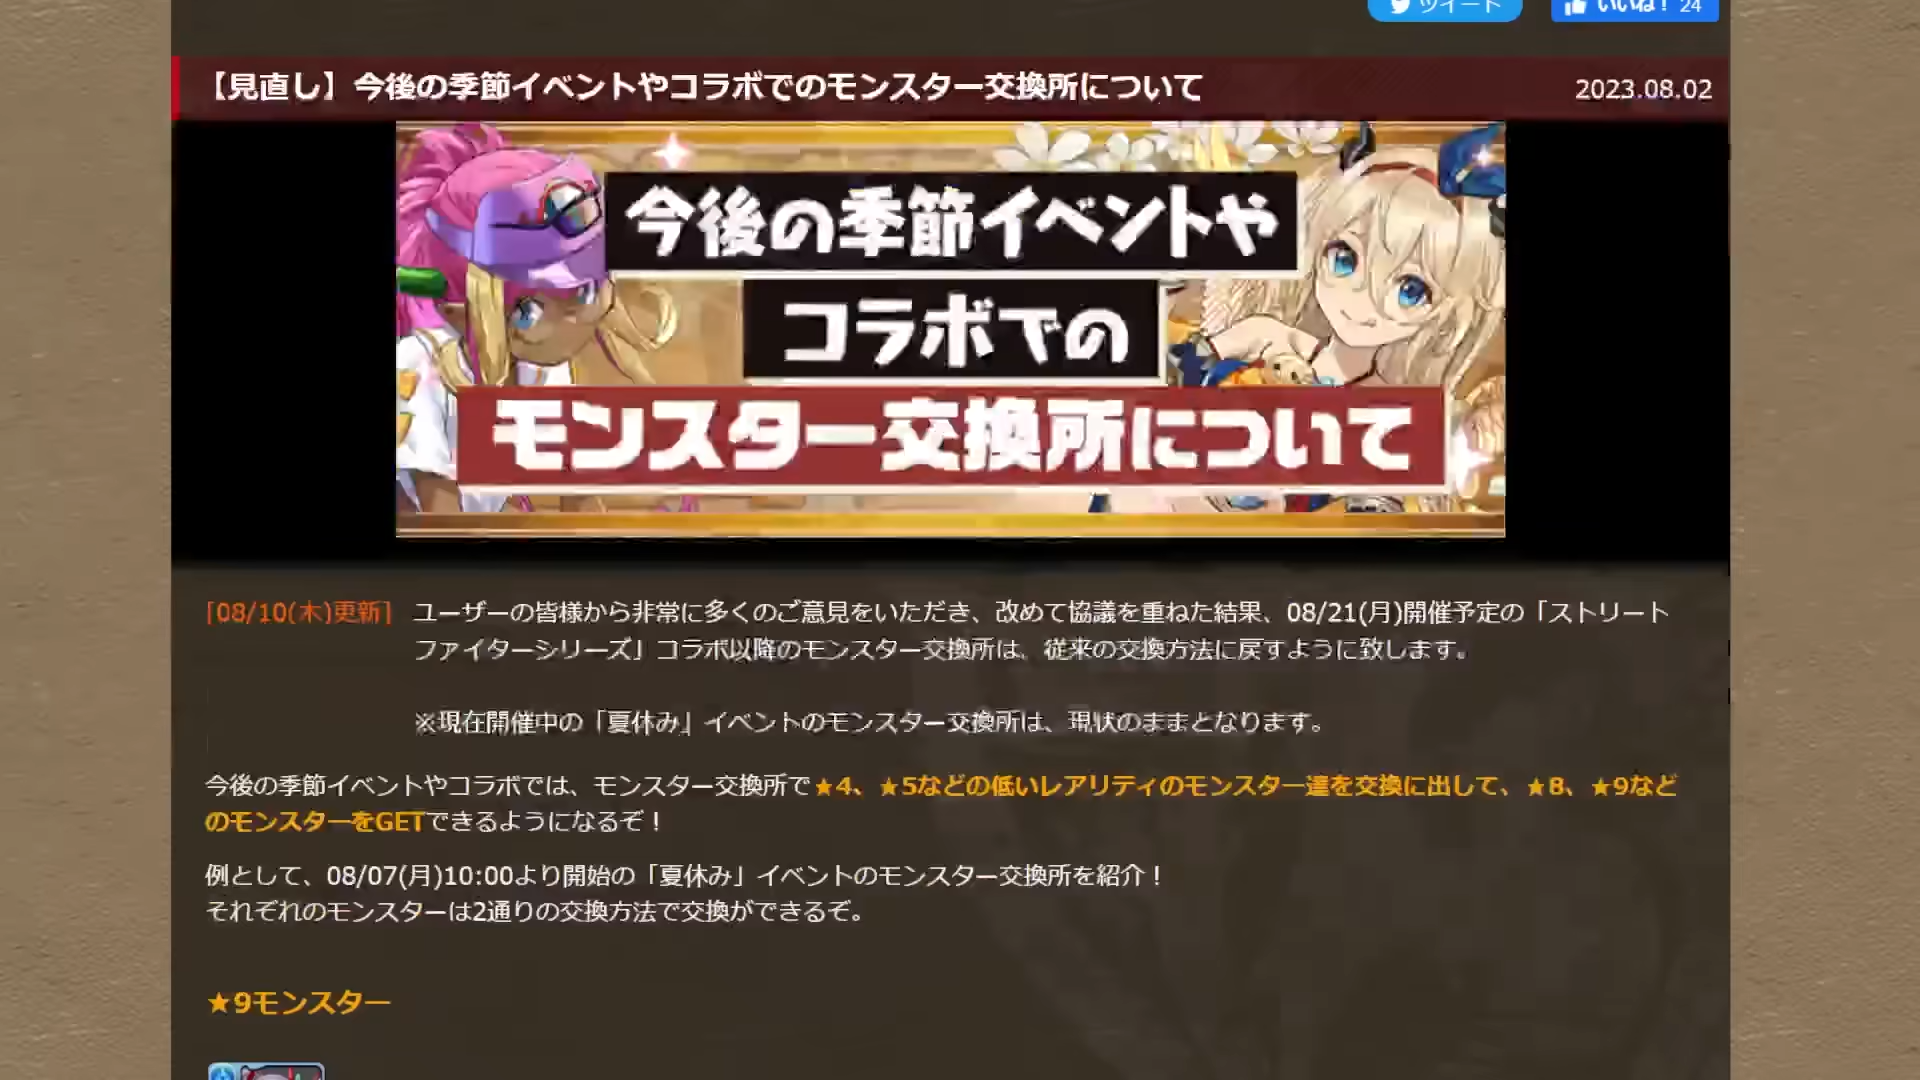 ツイート
いいね！ 24
【見直し】今後の季節イベントやコラボでのモンスター交換所について
2023.08.02
今後の季節イベントや
コラボでの
モンスター交換所について
[08/10(木)更新] ユーザーの皆様から非常に多くのご意見をいただき、改めて協議を重ねた結果、08/21(月)開催予定の「ストリート
ファイターシリーズ」コラボ以降のモンスター交換所は、従来の交換方法に戻すように致します。
※現在開催中の「夏休み」イベントのモンスター交換所は、現状のままとなります。
今後の季節イベントやコラボでは、モンスター交換所で★4、★5などの低いレアリティのモンスター達を交換に出して、★8、★9など
のモンスターをGETできるようになるぞ！
例として、08/07(月)10:00より開始の「夏休み」イベントのモンスター交換所を紹介！
それぞれのモンスターは2通りの交換方法で交換ができるぞ。
★9モンスター